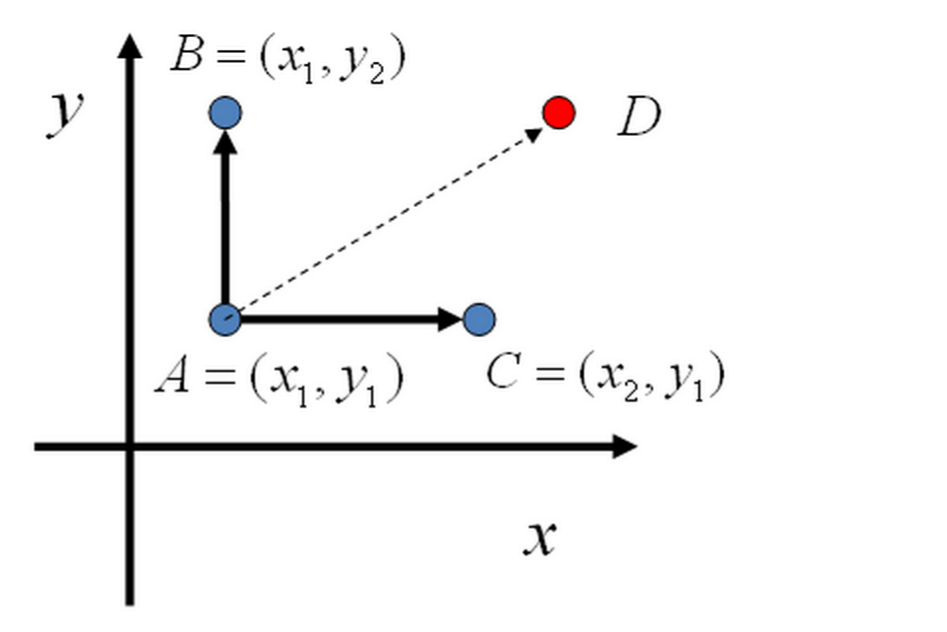 B = (x₁, y₂)
y
D
A = (x₁, y₁)
C = (x₂, y₁)
x